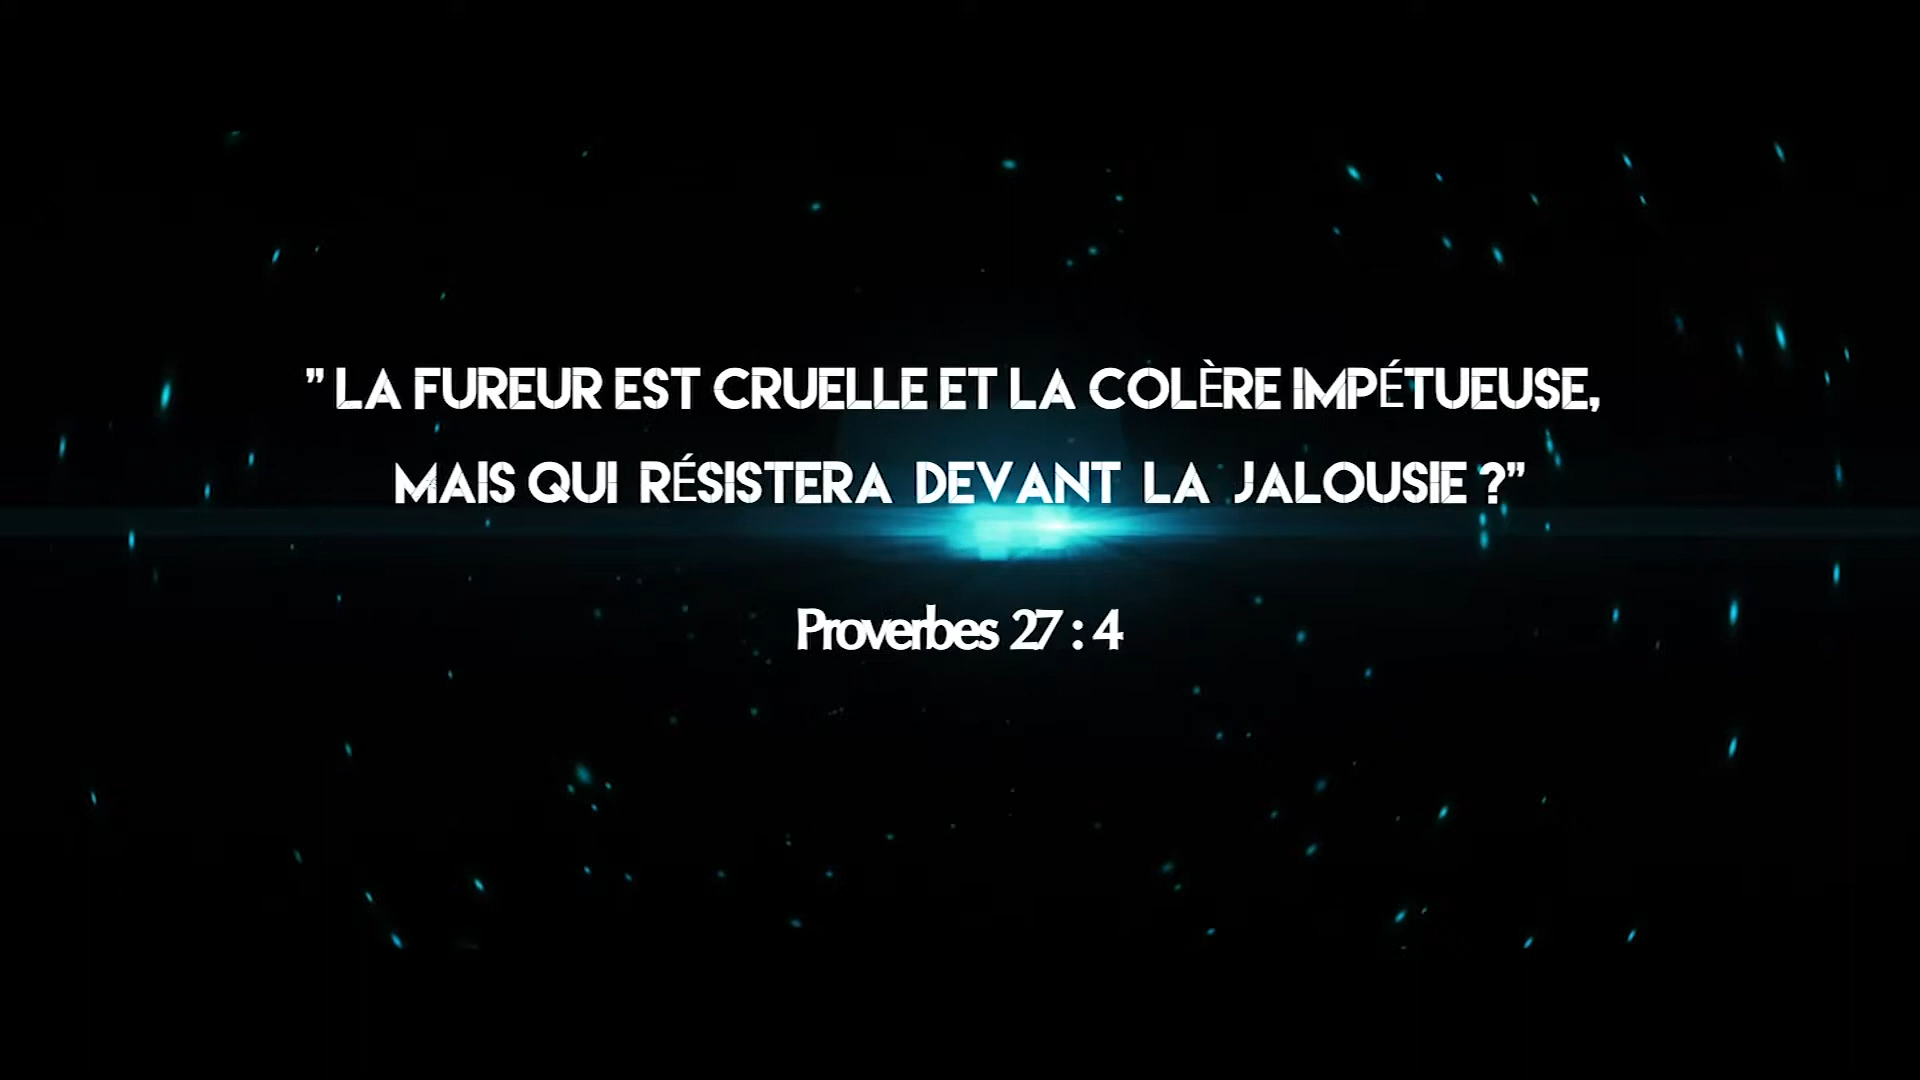 ” LA FUREUR EST CRUELLE ET LA COLÈRE IMPÉTUEUSE,
MAIS QUI RÉSISTERA DEVANT LA JALOUSIE ?”
Proverbes 27 : 4